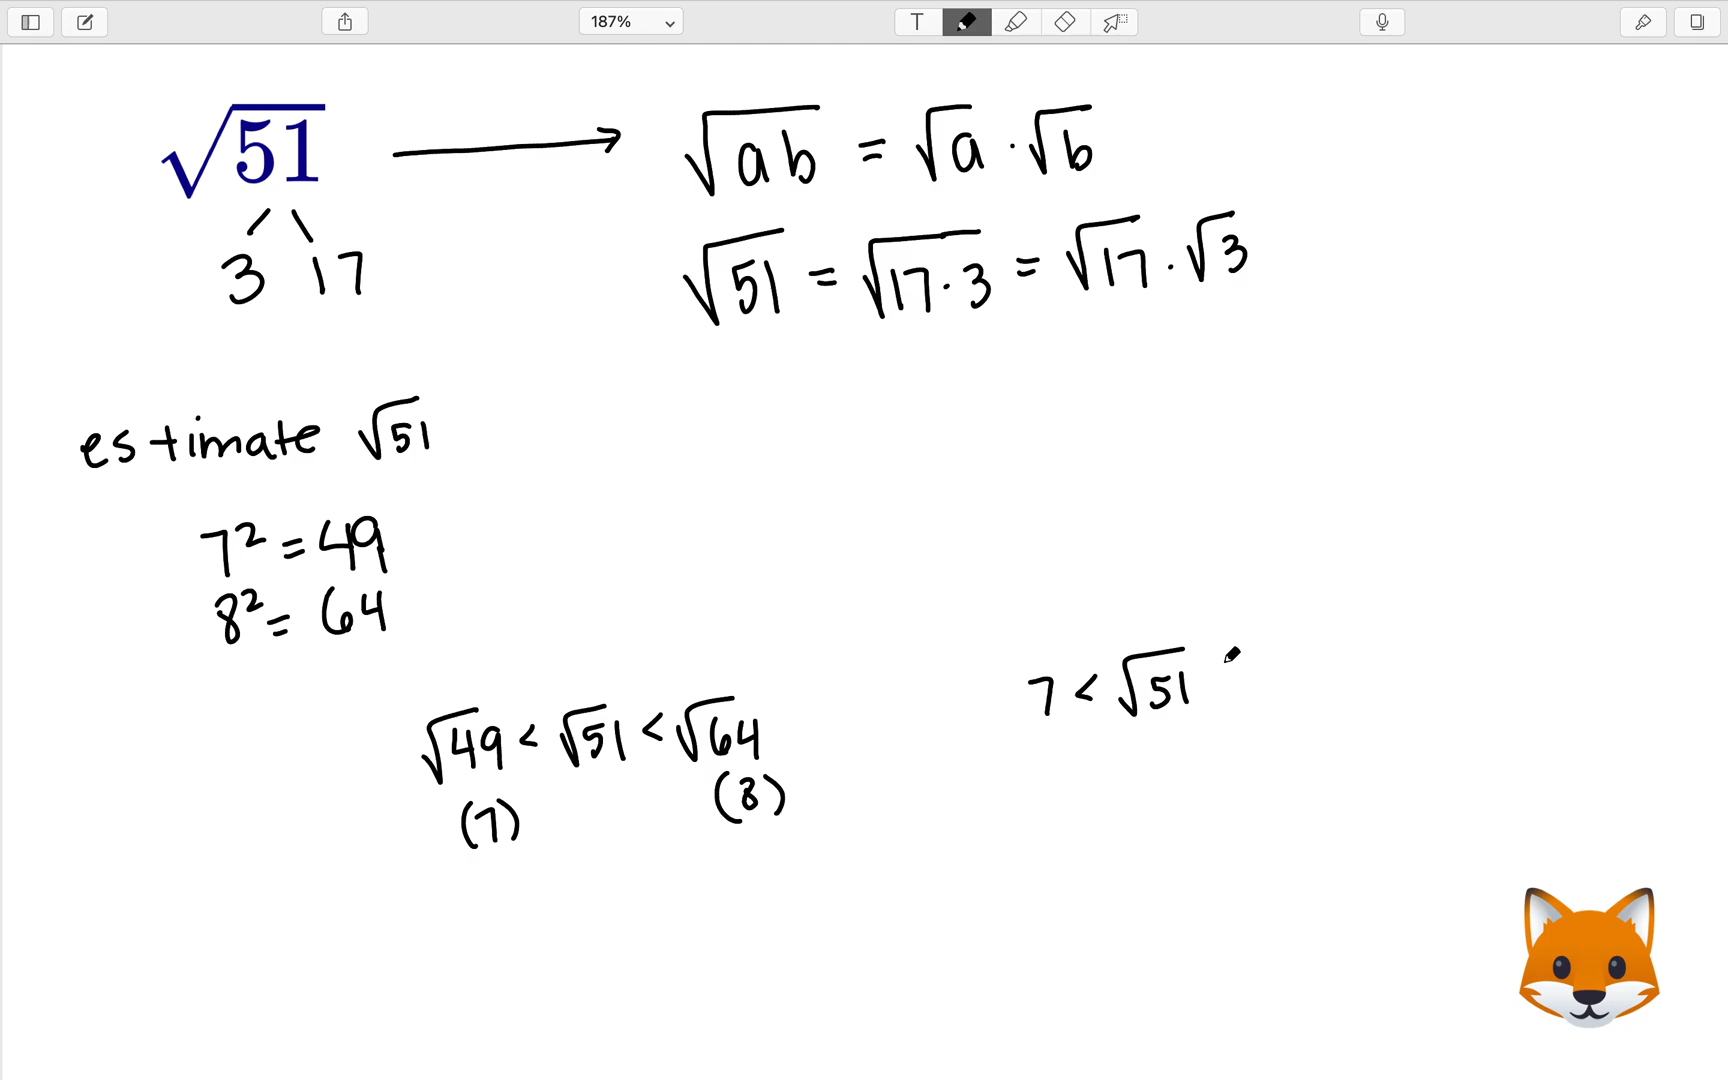 187%
T
√51 → √ab = √a · √b
3 17
√51 = √17·3 = √17 · √3
estimate √51
7² = 49
8² = 64
7 < √51
√49 < √51 < √64
(7) (8)